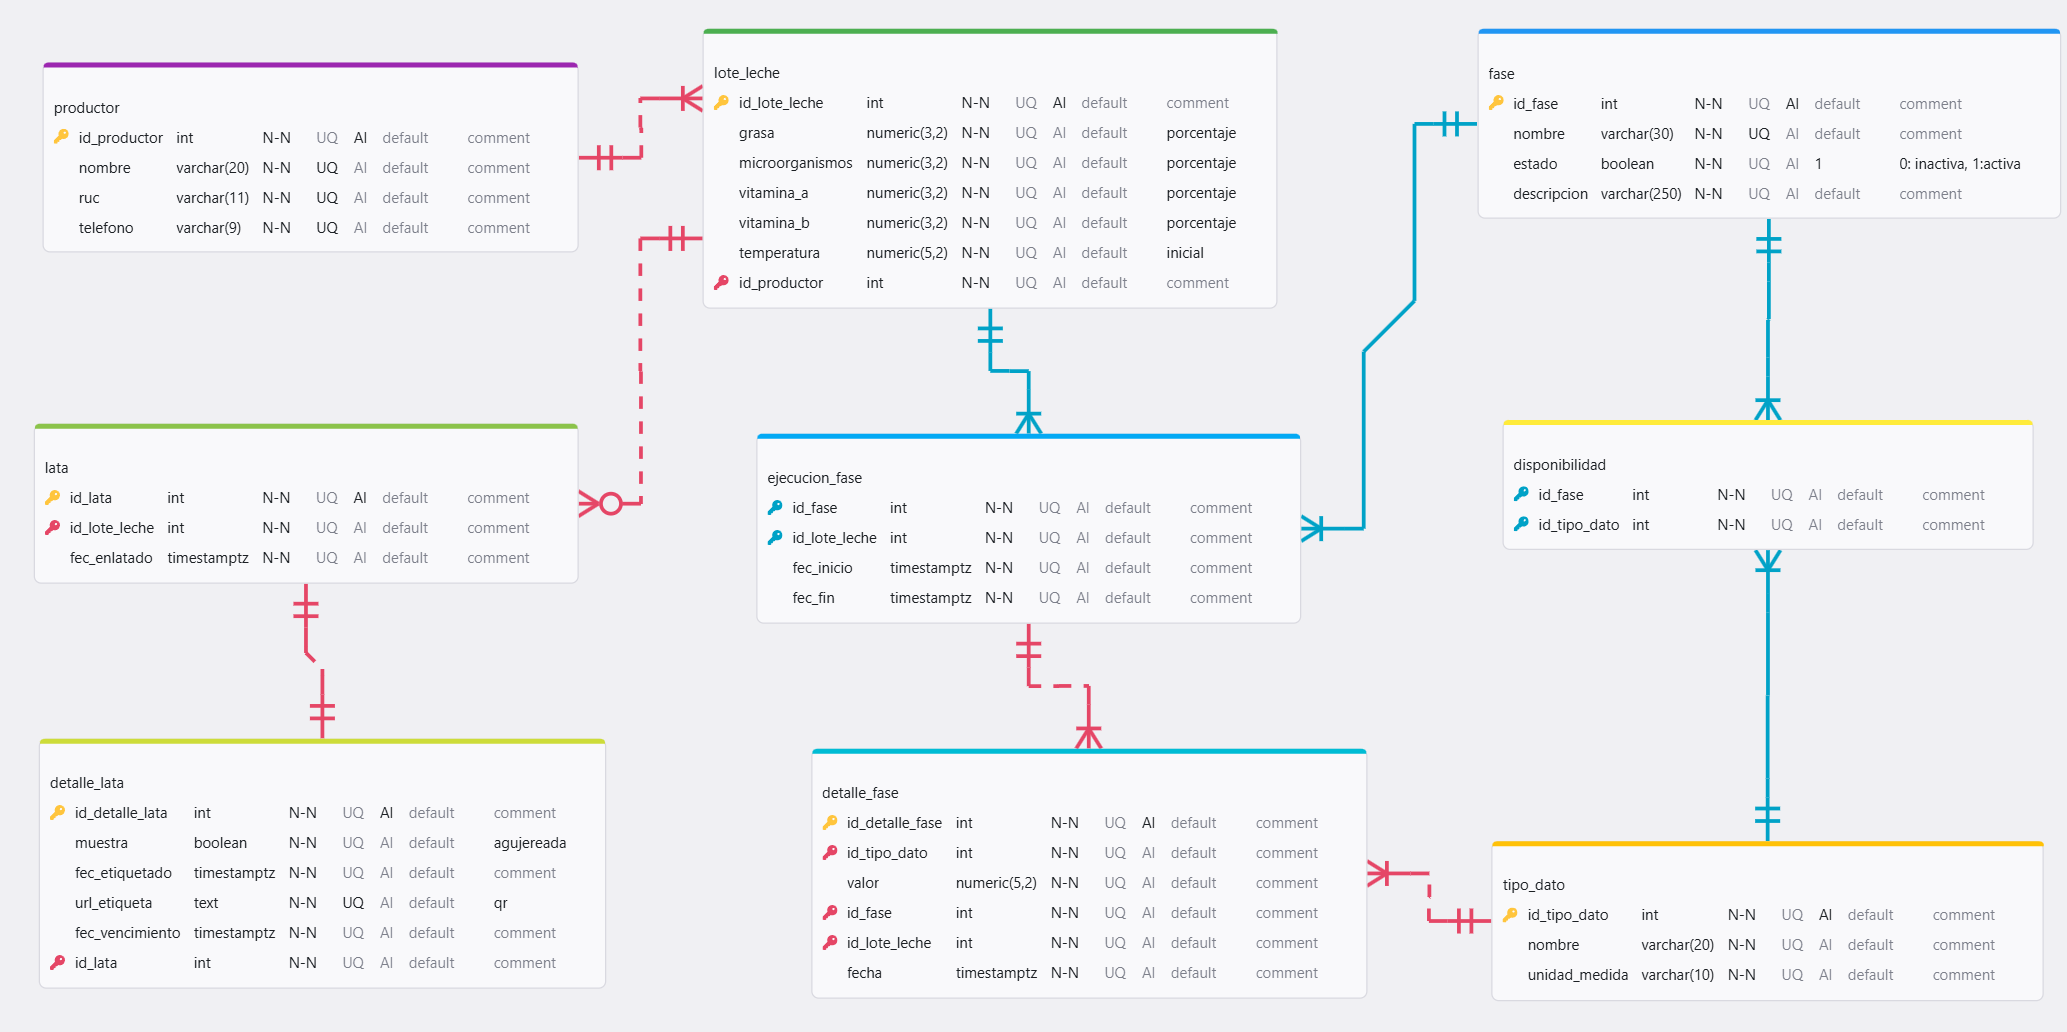 productor
id_productor int N-N UQ AI default comment
nombre varchar(20) N-N UQ AI default comment
ruc varchar(11) N-N UQ AI default comment
telefono varchar(9) N-N UQ AI default comment
lote_leche
id_lote_leche int N-N UQ AI default comment
grasa numeric(3,2) N-N UQ AI default porcentaje
microorganismos numeric(3,2) N-N UQ AI default porcentaje
vitamina_a numeric(3,2) N-N UQ AI default porcentaje
vitamina_b numeric(3,2) N-N UQ AI default porcentaje
temperatura numeric(5,2) N-N UQ AI default inicial
id_productor int N-N UQ AI default comment
fase
id_fase int N-N UQ AI default comment
nombre varchar(30) N-N UQ AI default comment
estado boolean N-N UQ AI 1 0: inactiva, 1:activa
descripcion varchar(250) N-N UQ AI default comment
lata
id_lata int N-N UQ AI default comment
id_lote_leche int N-N UQ AI default comment
fec_enlatado timestamptz N-N UQ AI default comment
ejecucion_fase
id_fase int N-N UQ AI default comment
id_lote_leche int N-N UQ AI default comment
fec_inicio timestamptz N-N UQ AI default comment
fec_fin timestamptz N-N UQ AI default comment
disponibilidad
id_fase int N-N UQ AI default comment
id_tipo_dato int N-N UQ AI default comment
detalle_lata
id_detalle_lata int N-N UQ AI default comment
muestra boolean N-N UQ AI default agujereada
fec_etiquetado timestamptz N-N UQ AI default comment
url_etiqueta text N-N UQ AI default qr
fec_vencimiento timestamptz N-N UQ AI default comment
id_lata int N-N UQ AI default comment
detalle_fase
id_detalle_fase int N-N UQ AI default comment
id_tipo_dato int N-N UQ AI default comment
valor numeric(5,2) N-N UQ AI default comment
id_fase int N-N UQ AI default comment
id_lote_leche int N-N UQ AI default comment
fecha timestamptz N-N UQ AI default comment
tipo_dato
id_tipo_dato int N-N UQ AI default comment
nombre varchar(20) N-N UQ AI default comment
unidad_medida varchar(10) N-N UQ AI default comment